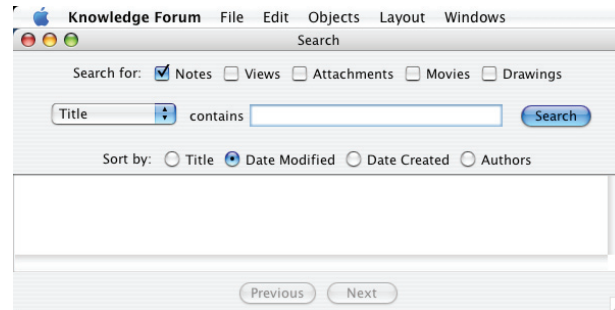 Knowledge Forum File Edit Objects Layout Windows
Search
Search for: Notes Views Attachments Movies Drawings
Title contains Search
Sort by: Title Date Modified Date Created Authors
Previous Next